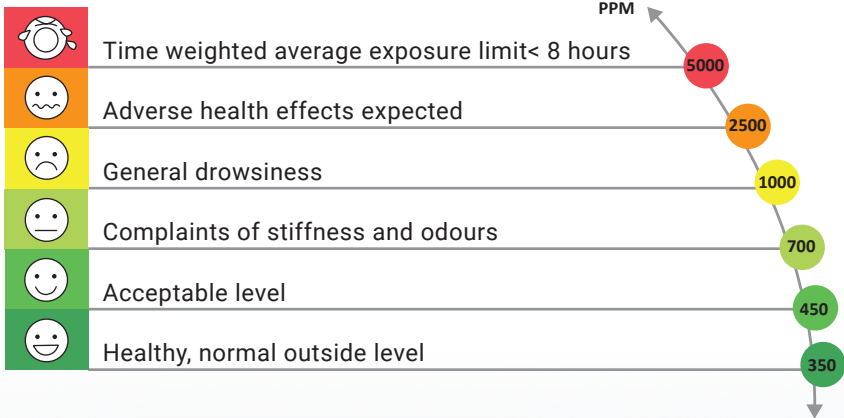 PPM
Time weighted average exposure limit< 8 hours
5000
Adverse health effects expected
2500
General drowsiness
1000
Complaints of stiffness and odours
700
Acceptable level
450
Healthy, normal outside level
350